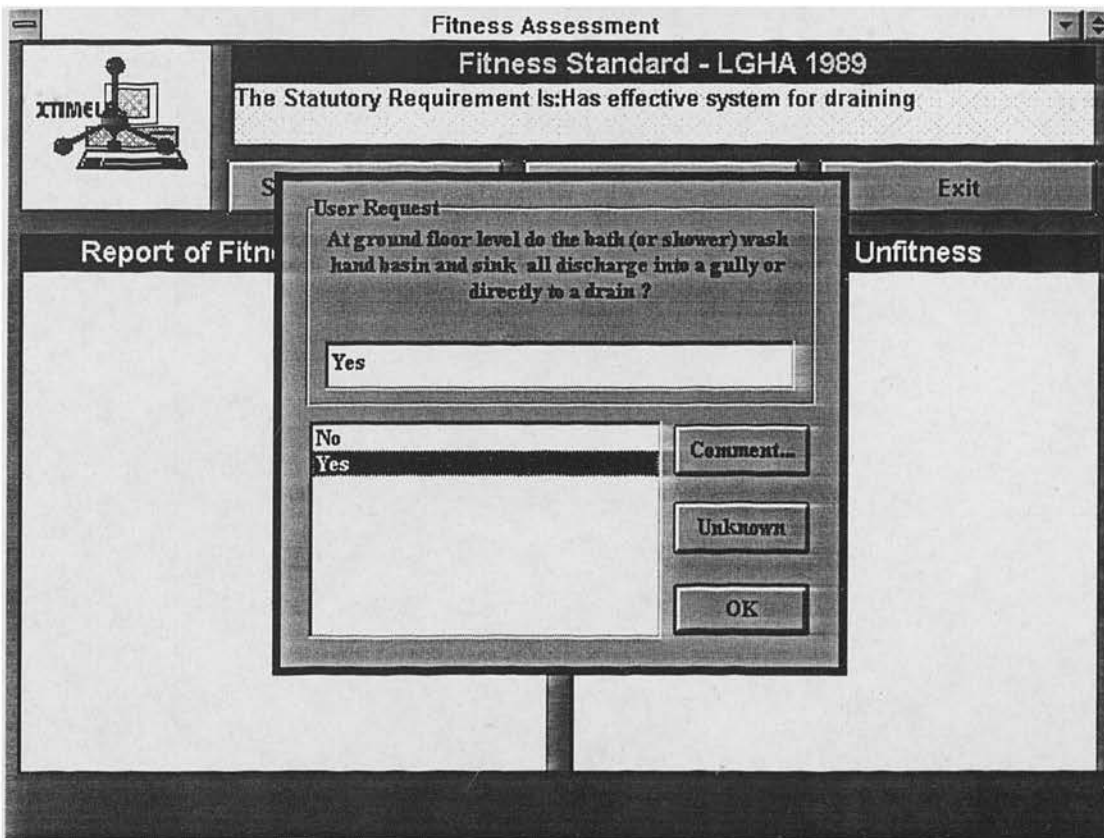 Fitness Assessment
Fitness Standard - LGHA 1989
XTIMEL
The Statutory Requirement Is:Has effective system for draining
S
Exit
User Request
At ground floor level do the bath (or shower) wash
hand basin and sink all discharge into a gully or
directly to a drain ?
Report of Fitn
Unfitness
Yes
No
Yes
Comment...
Unknown
OK